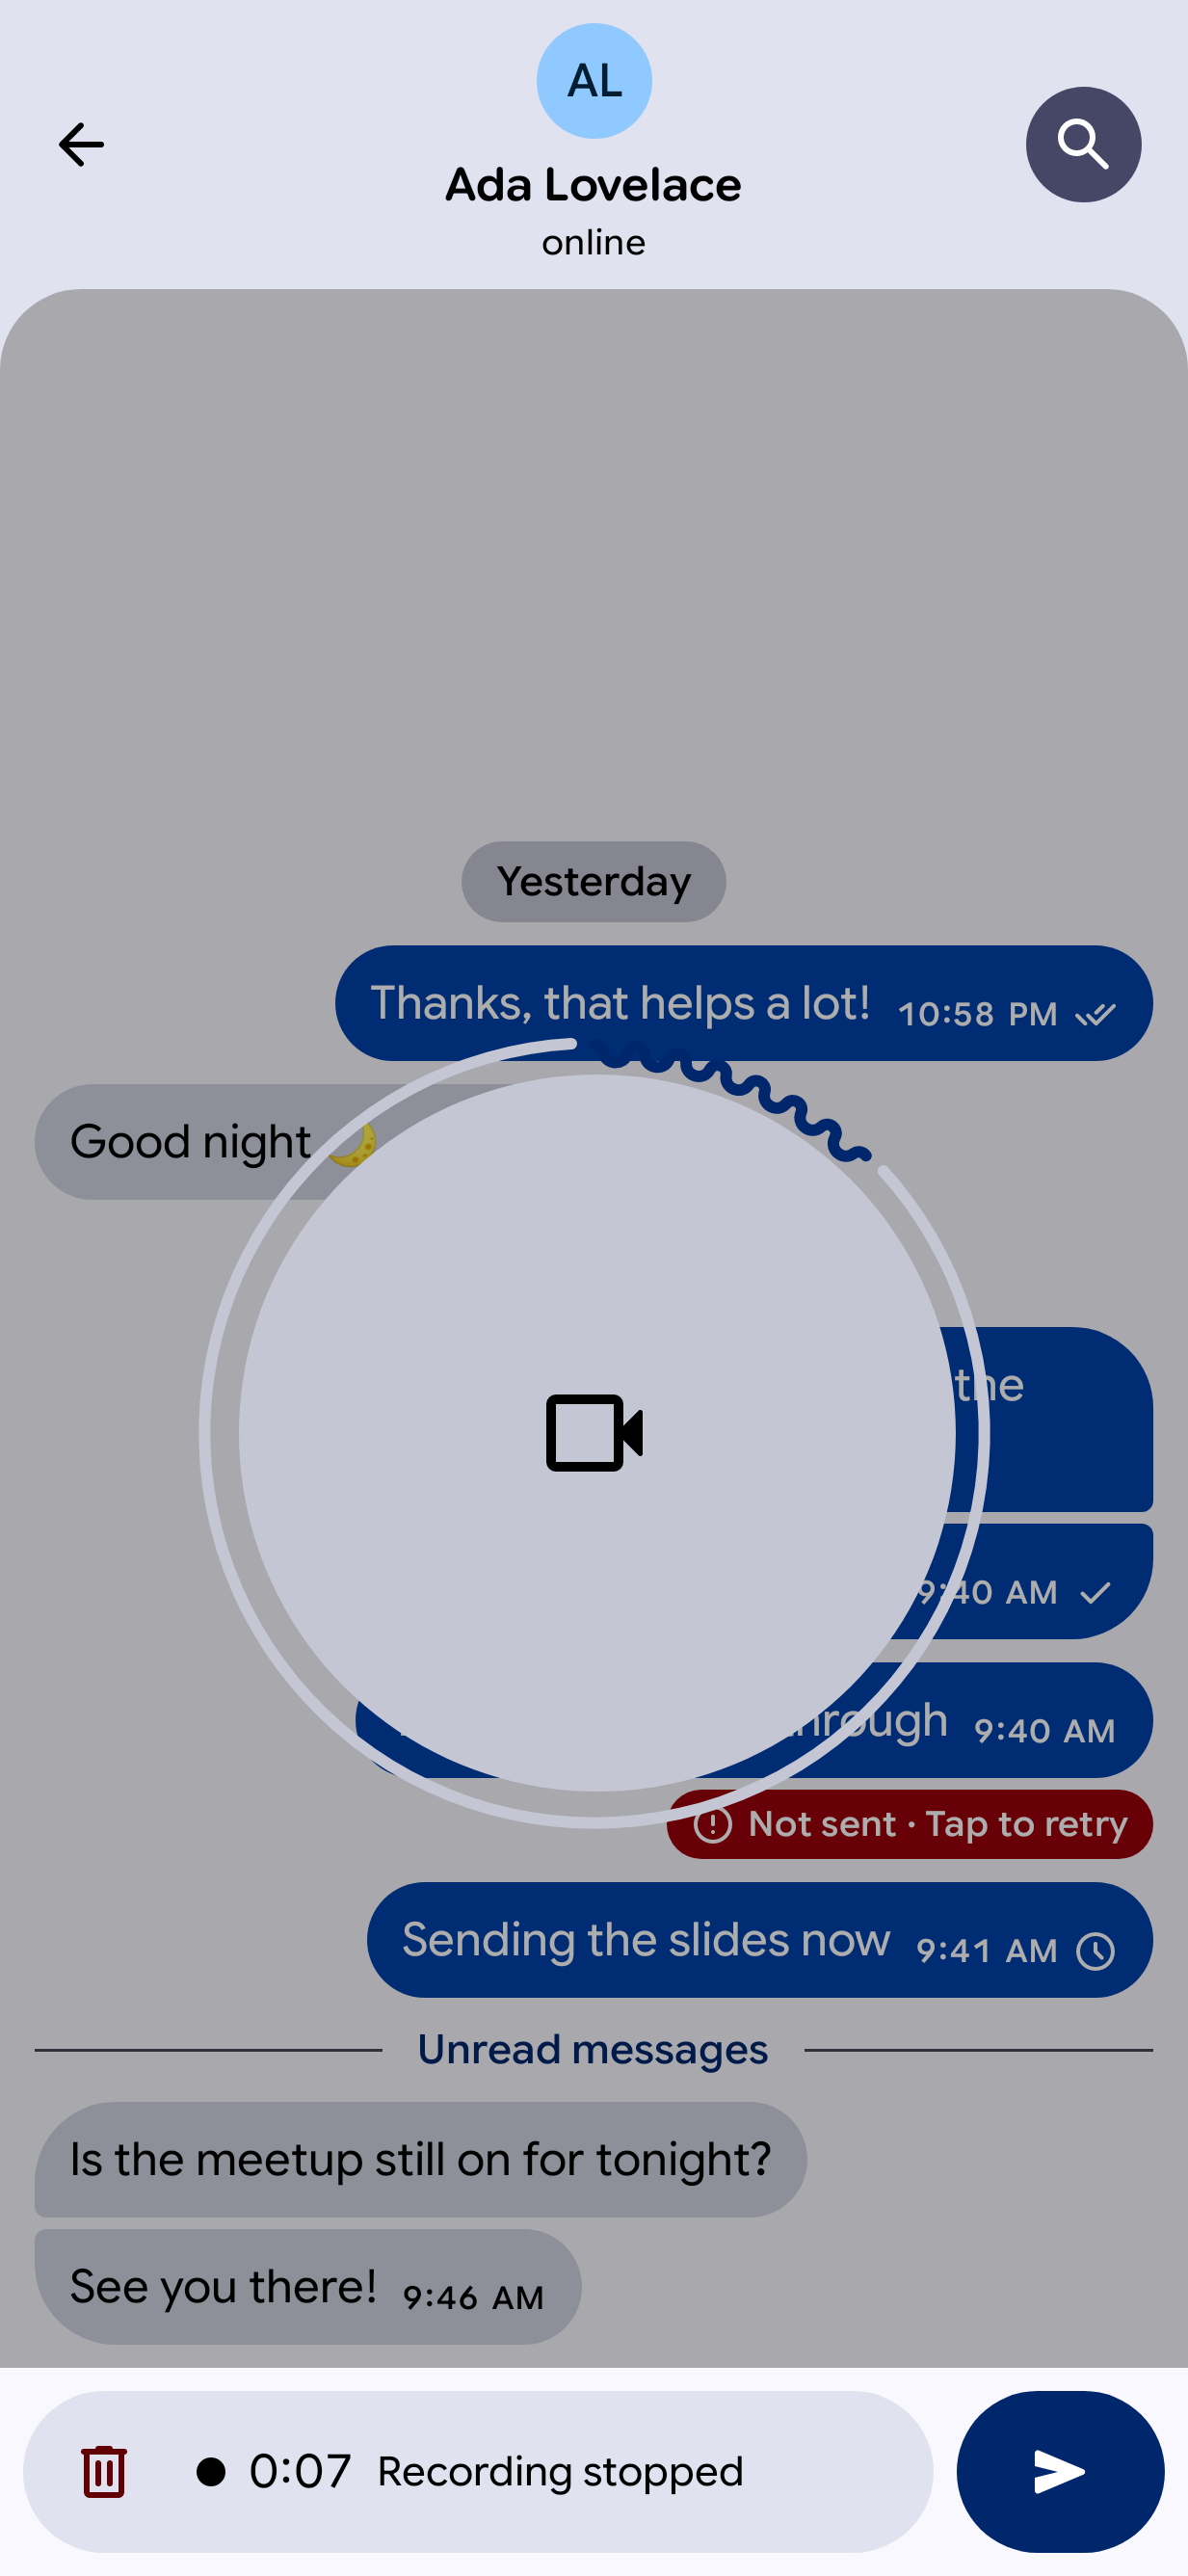 AL
Ada Lovelace
online
Yesterday
Thanks, that helps a lot! 10:58 PM
Good night 🌙
the
9:40 AM
9:40 AM
Not sent · Tap to retry
Sending the slides now 9:41 AM
Unread messages
Is the meetup still on for tonight?
See you there! 9:46 AM
0:07 Recording stopped